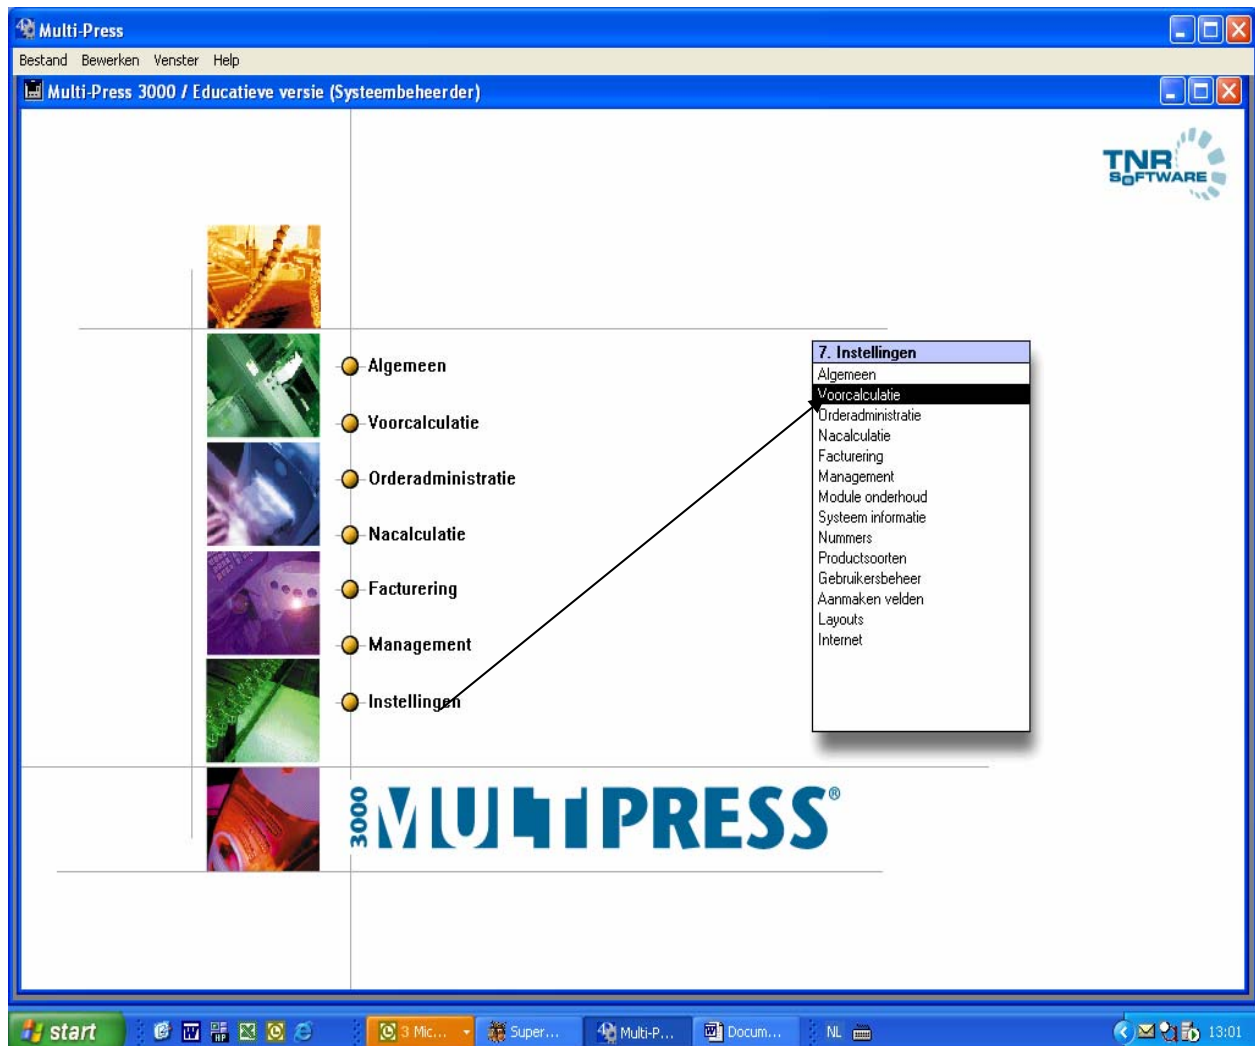 Multi-Press
Bestand Bewerken Venster Help
Multi-Press 3000 / Educatieve versie (Systeembeheerder)
TNR
SOFTWARE
Algemeen
Voorcalculatie
Orderadministratie
Nacalculatie
Facturering
Management
Instellingen
7. Instellingen
Algemeen
Voorcalculatie
Orderadministratie
Nacalculatie
Facturering
Management
Module onderhoud
Systeem informatie
Nummers
Productsoorten
Gebruikersbeheer
Aanmaken velden
Layouts
Internet
3000 MULTIPRESS®
start 3 Mic... Super... Multi-P... Docum... NL 13:01